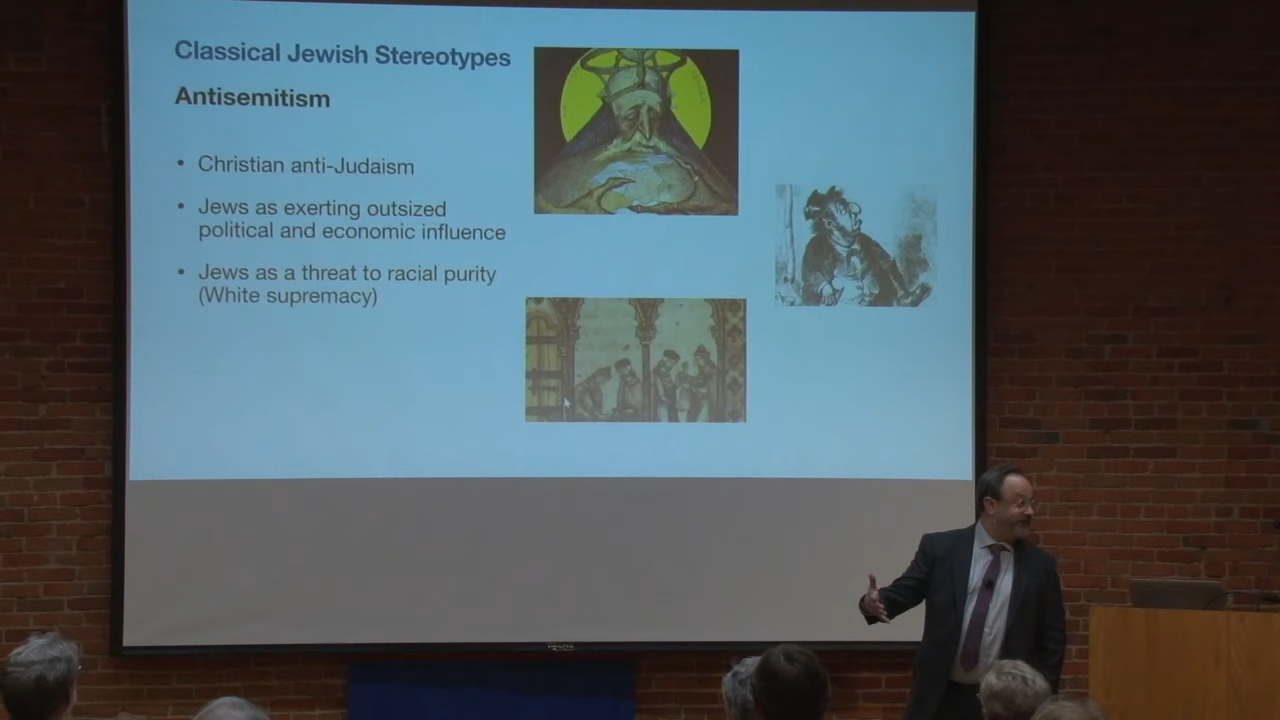 Classical Jewish Stereotypes
Antisemitism
• Christian anti-Judaism
• Jews as exerting outsized
political and economic influence
• Jews as a threat to racial purity
(White supremacy)